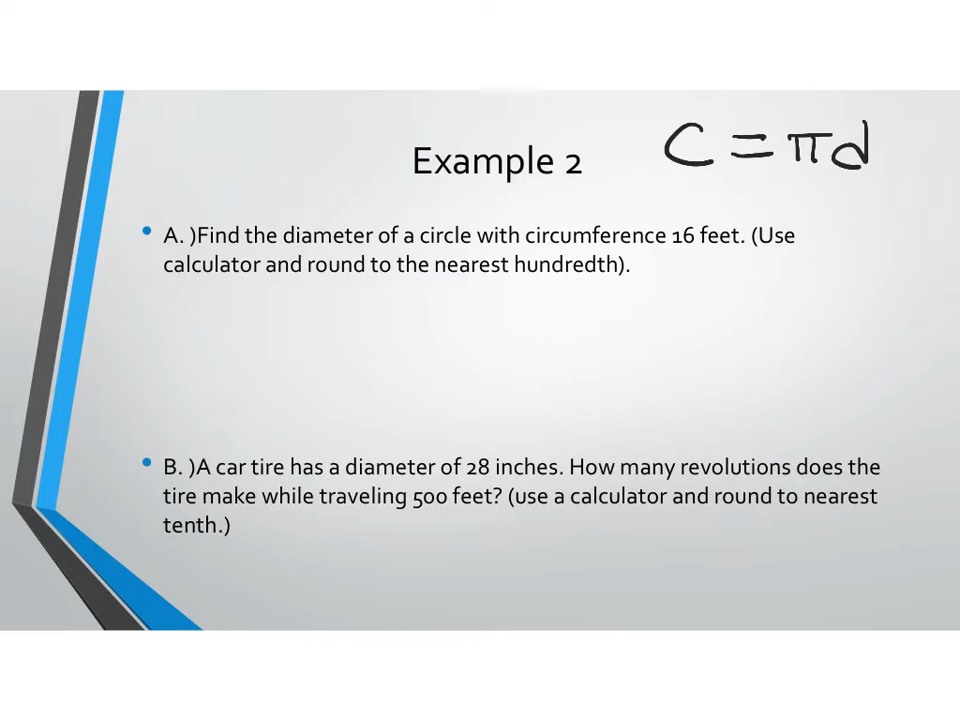 Example 2
C = πd
• A. )Find the diameter of a circle with circumference 16 feet. (Use
calculator and round to the nearest hundredth).
• B. )A car tire has a diameter of 28 inches. How many revolutions does the
tire make while traveling 500 feet? (use a calculator and round to nearest
tenth.)